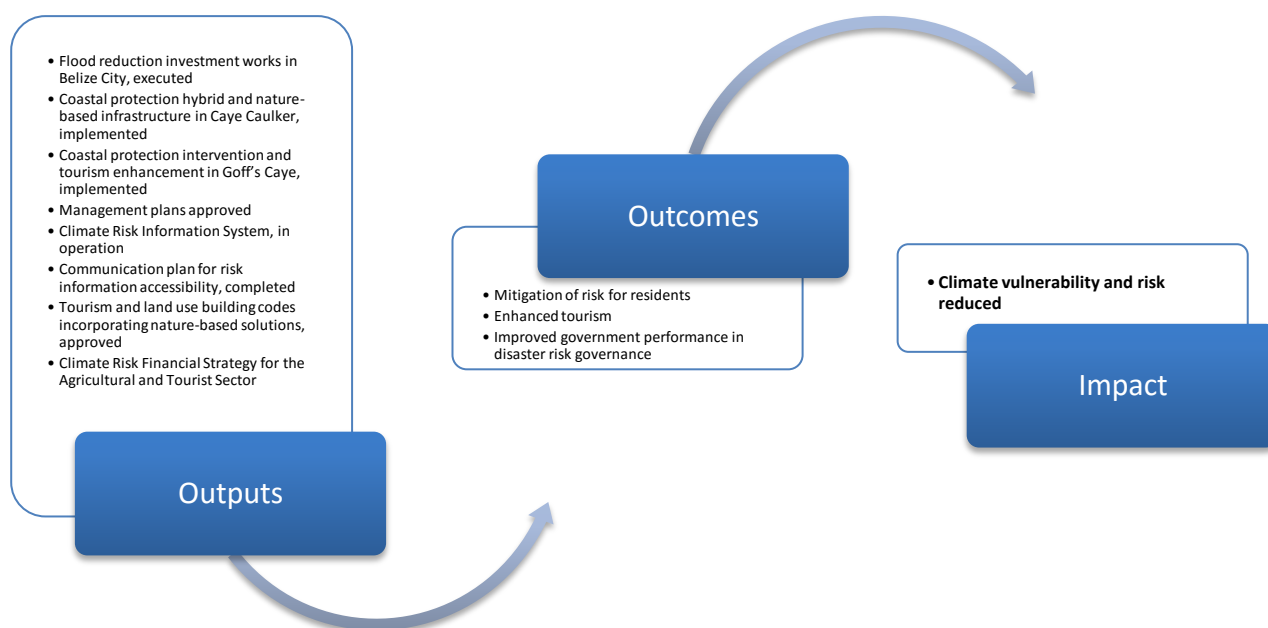 • Flood reduction investment works in
Belize City, executed
• Coastal protection hybrid and nature-
based infrastructure in Caye Caulker,
implemented
• Coastal protection intervention and
tourism enhancement in Goff's Caye,
implemented
• Management plans approved
• Climate Risk Information System, in
operation
• Communication plan for risk
information accessibility, completed
• Tourism and land use building codes
incorporating nature-based solutions,
approved
• Climate Risk Financial Strategy for the
Agricultural and Tourist Sector
Outputs
Outcomes
• Mitigation of risk for residents
• Enhanced tourism
• Improved government performance in
disaster risk governance
• Climate vulnerability and risk
reduced
Impact